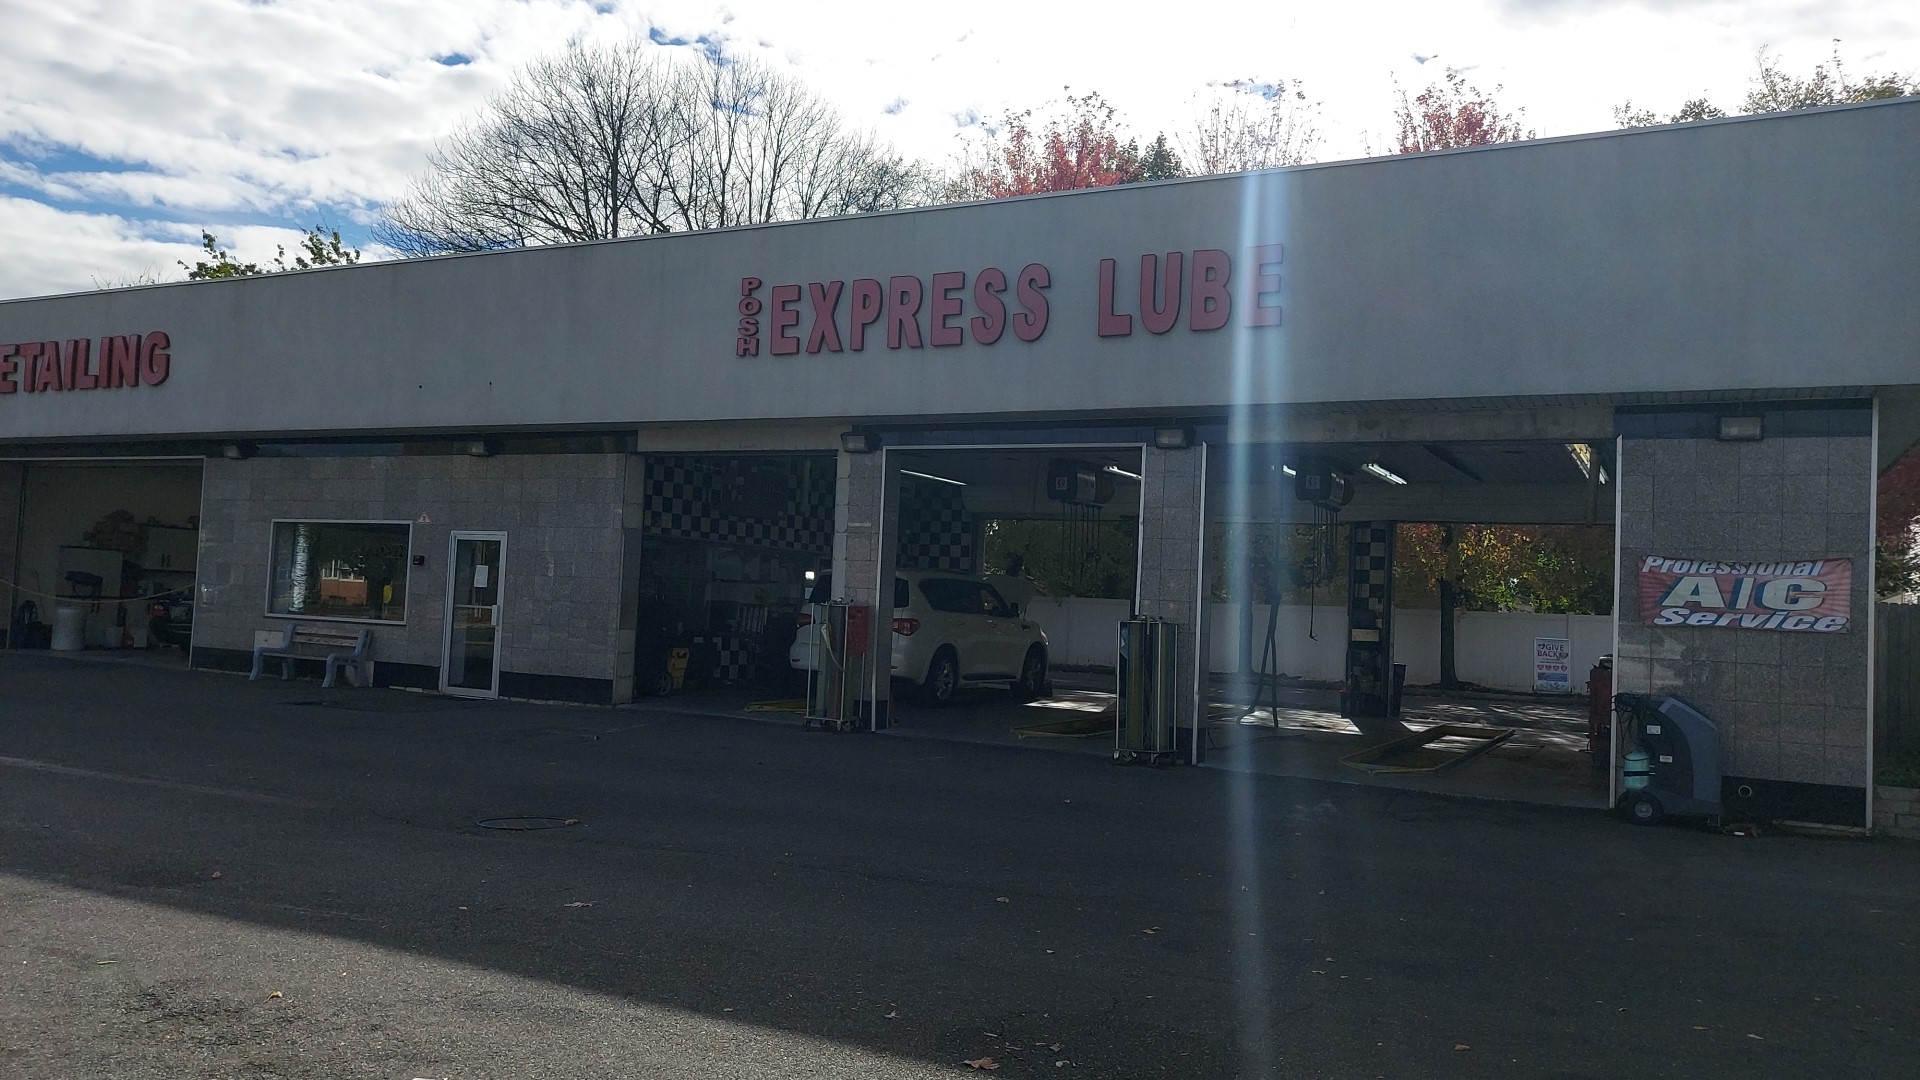 ETAILING
POSH
EXPRESS LUBE
Professional
A/C
Service
GIVE
BACK